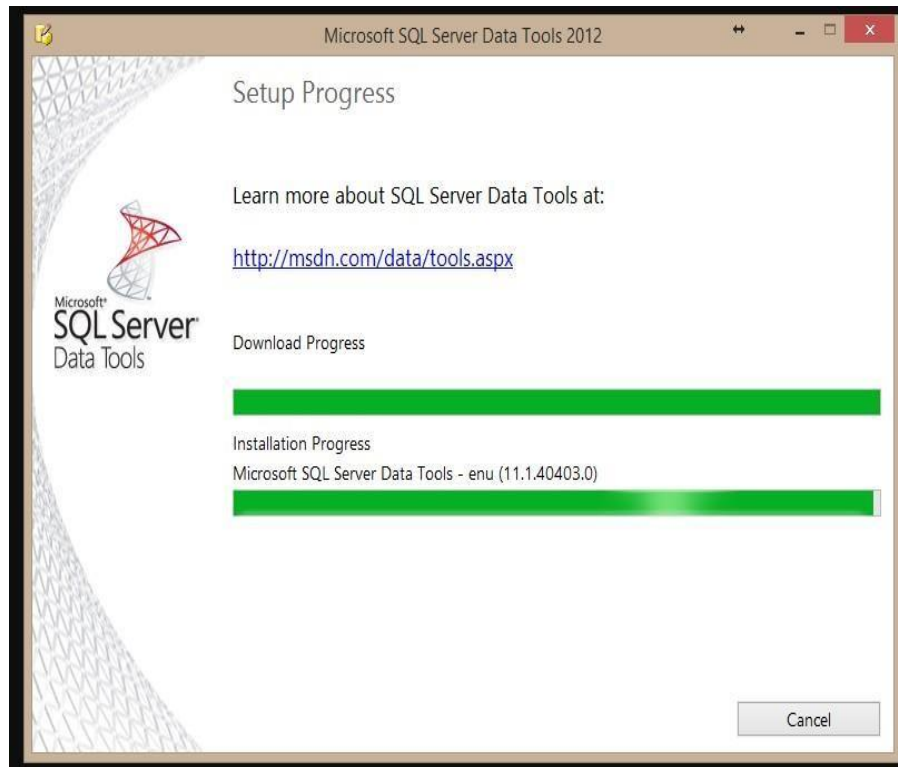 Microsoft SQL Server Data Tools 2012
Setup Progress
Learn more about SQL Server Data Tools at:
http://msdn.com/data/tools.aspx
Microsoft®
SQL Server®
Data Tools
Download Progress
Installation Progress
Microsoft SQL Server Data Tools - enu (11.1.40403.0)
Cancel